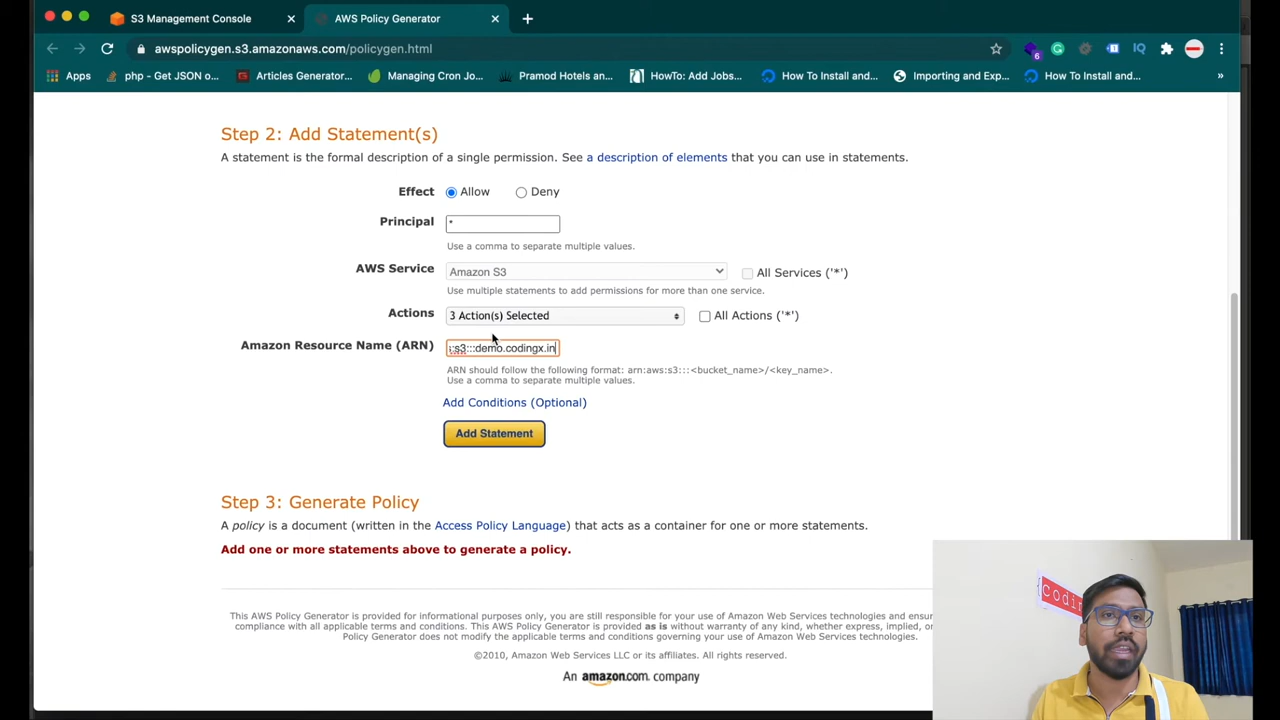 S3 Management Console
AWS Policy Generator
awspolicygen.s3.amazonaws.com/policygen.html
6
Apps
php - Get JSON o...
Articles Generator...
Managing Cron Jo...
Pramod Hotels an...
HowTo: Add Jobs...
How To Install and...
Importing and Exp...
How To Install and...
»
Step 2: Add Statement(s)
A statement is the formal description of a single permission. See a description of elements that you can use in statements.
Effect Allow Deny
Principal *
Use a comma to separate multiple values.
AWS Service Amazon S3 All Services ('*')
Use multiple statements to add permissions for more than one service.
Actions 3 Action(s) Selected All Actions ('*')
Amazon Resource Name (ARN) :s3:::demo.codingx.in
ARN should follow the following format: arn:aws:s3:::<bucket_name>/<key_name>.
Use a comma to separate multiple values.
Add Conditions (Optional)
Add Statement
Step 3: Generate Policy
A policy is a document (written in the Access Policy Language) that acts as a container for one or more statements.
Add one or more statements above to generate a policy.
This AWS Policy Generator is provided for informational purposes only, you are still responsible for your use of Amazon Web Services technologies and ensur
compliance with all applicable terms and conditions. This AWS Policy Generator is provided as is without warranty of any kind, whether express, implied, or
Policy Generator does not modify the applicable terms and conditions governing your use of Amazon Web Services technologies.
©2010, Amazon Web Services LLC or its affiliates. All rights reserved.
An amazon.com company
Codin